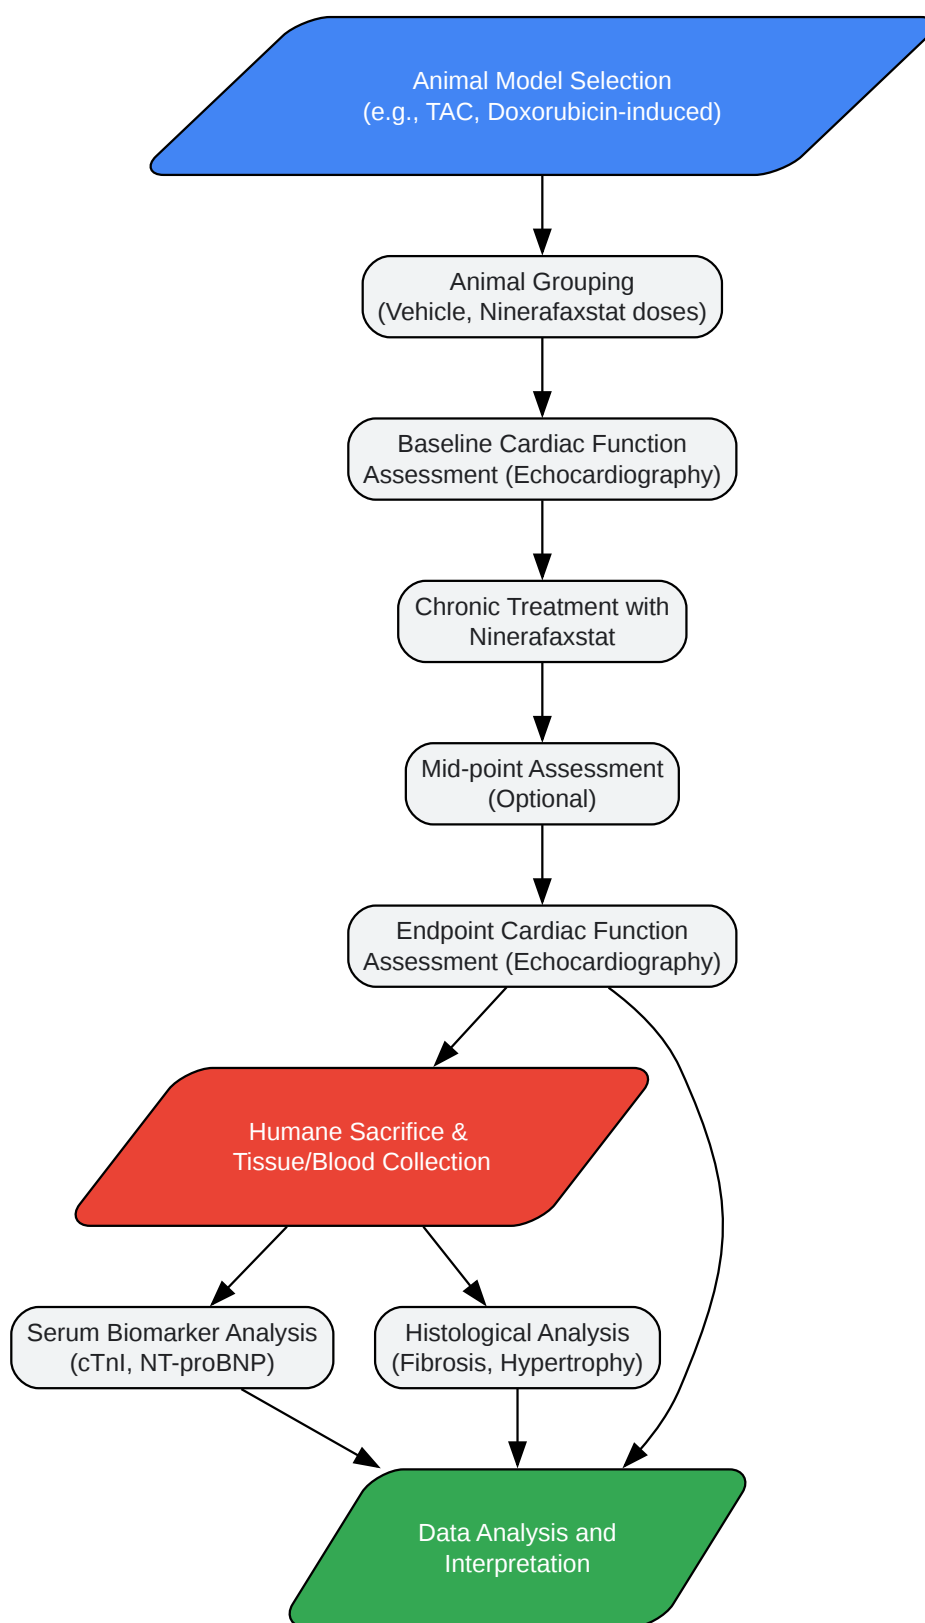 Animal Model Selection
(e.g., TAC, Doxorubicin-induced)
Animal Grouping
(Vehicle, Ninerafaxstat doses)
Baseline Cardiac Function
Assessment (Echocardiography)
Chronic Treatment with
Ninerafaxstat
Mid-point Assessment
(Optional)
Endpoint Cardiac Function
Assessment (Echocardiography)
Humane Sacrifice &
Tissue/Blood Collection
Serum Biomarker Analysis
(cTnI, NT-proBNP)
Histological Analysis
(Fibrosis, Hypertrophy)
Data Analysis and
Interpretation